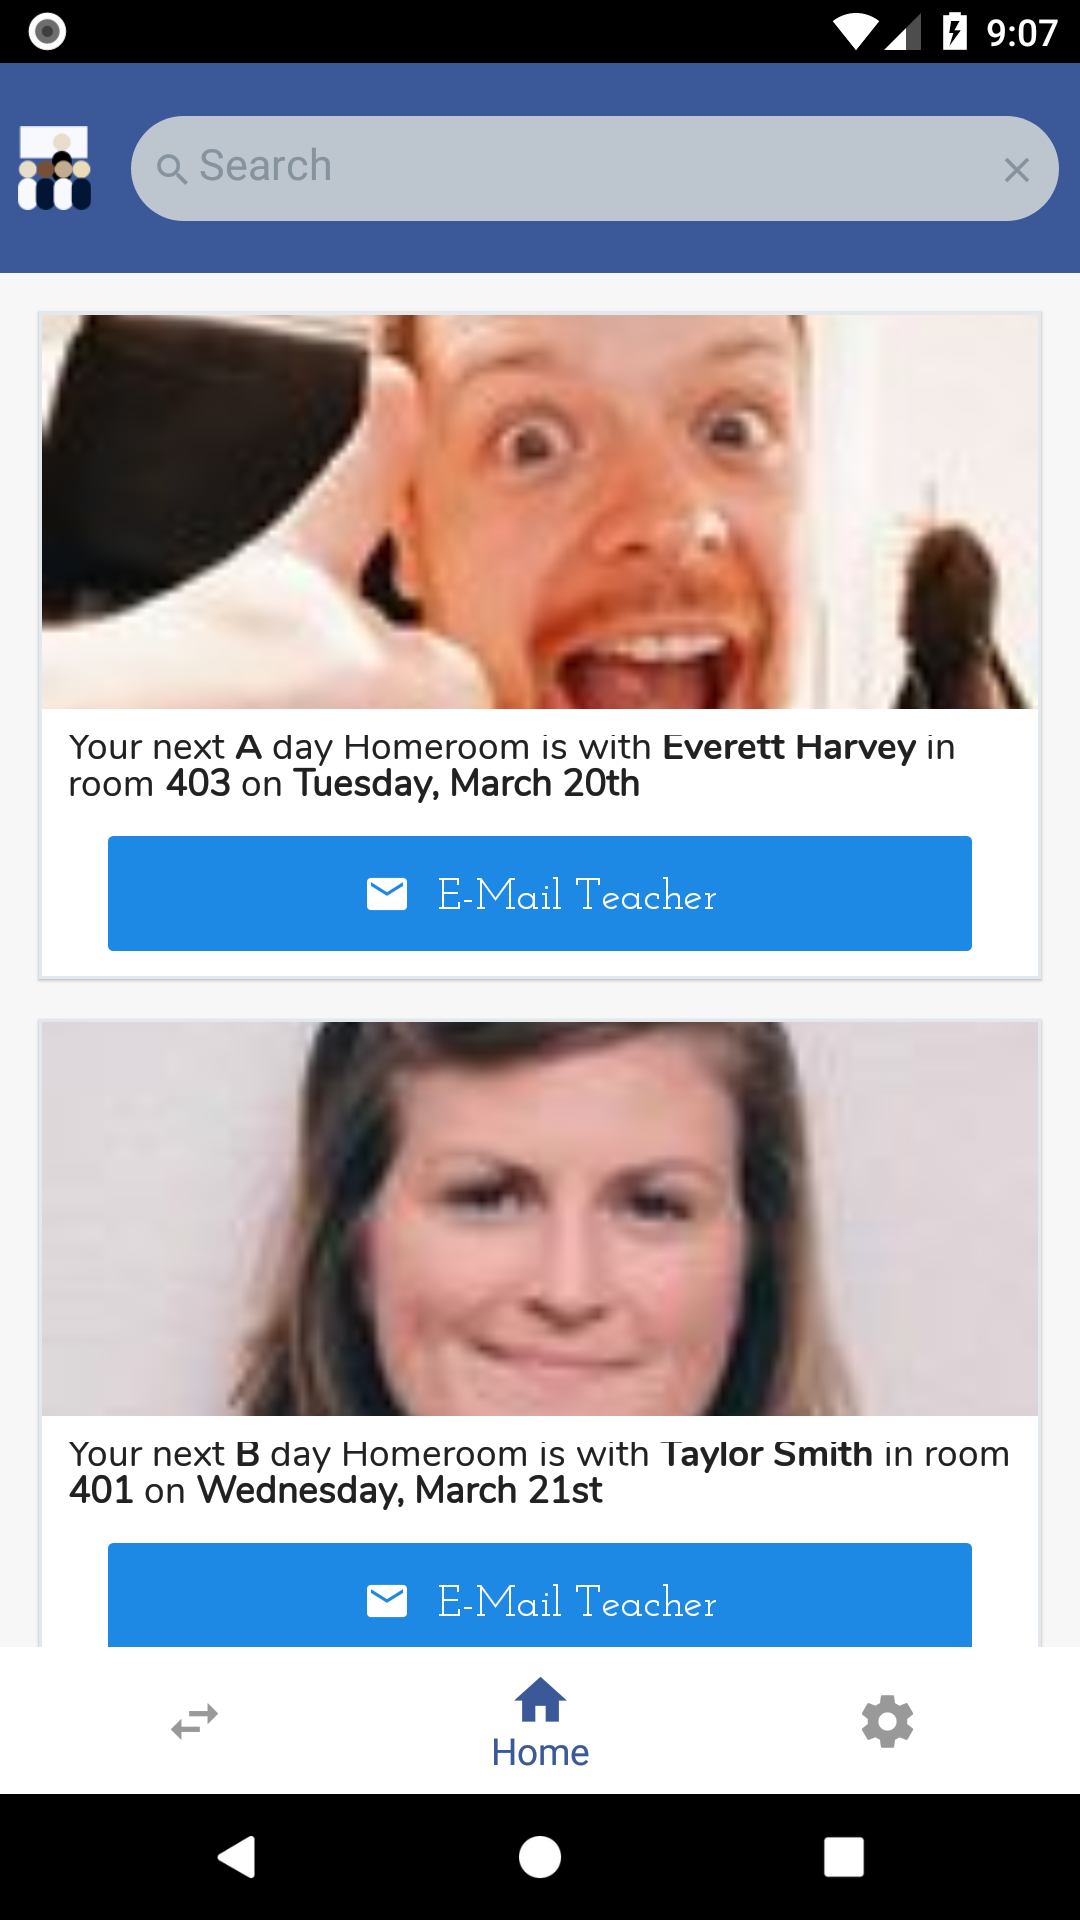 9:07
Search
Your next A day Homeroom is with Everett Harvey in
room 403 on Tuesday, March 20th
E-Mail Teacher
Your next B day Homeroom is with Taylor Smith in room
401 on Wednesday, March 21st
E-Mail Teacher
Home